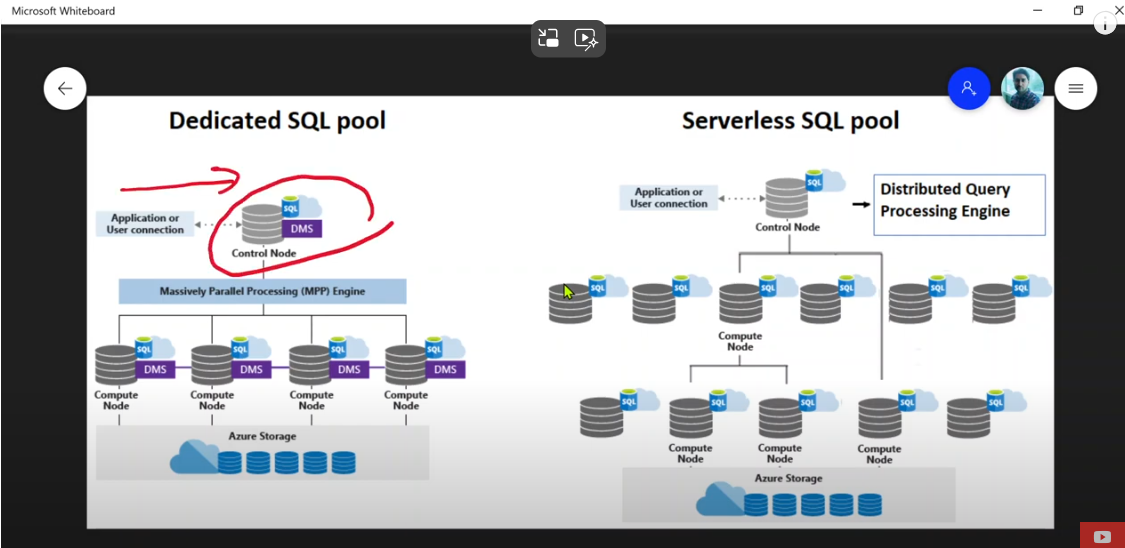 Microsoft Whiteboard
Dedicated SQL pool
SQL
Application or
User connection
DMS
Control Node
Massively Parallel Processing (MPP) Engine
SQL
SQL
SQL
SQL
DMS
DMS
DMS
DMS
Compute
Node
Compute
Node
Compute
Node
Compute
Node
Azure Storage
Serverless SQL pool
SQL
Application or
User connection
Control Node
Distributed Query
Processing Engine
SQL
SQL
SQL
SQL
SQL
SQL
Compute
Node
SQL
SQL
SQL
SQL
SQL
Compute
Node
Compute
Node
Compute
Node
Azure Storage